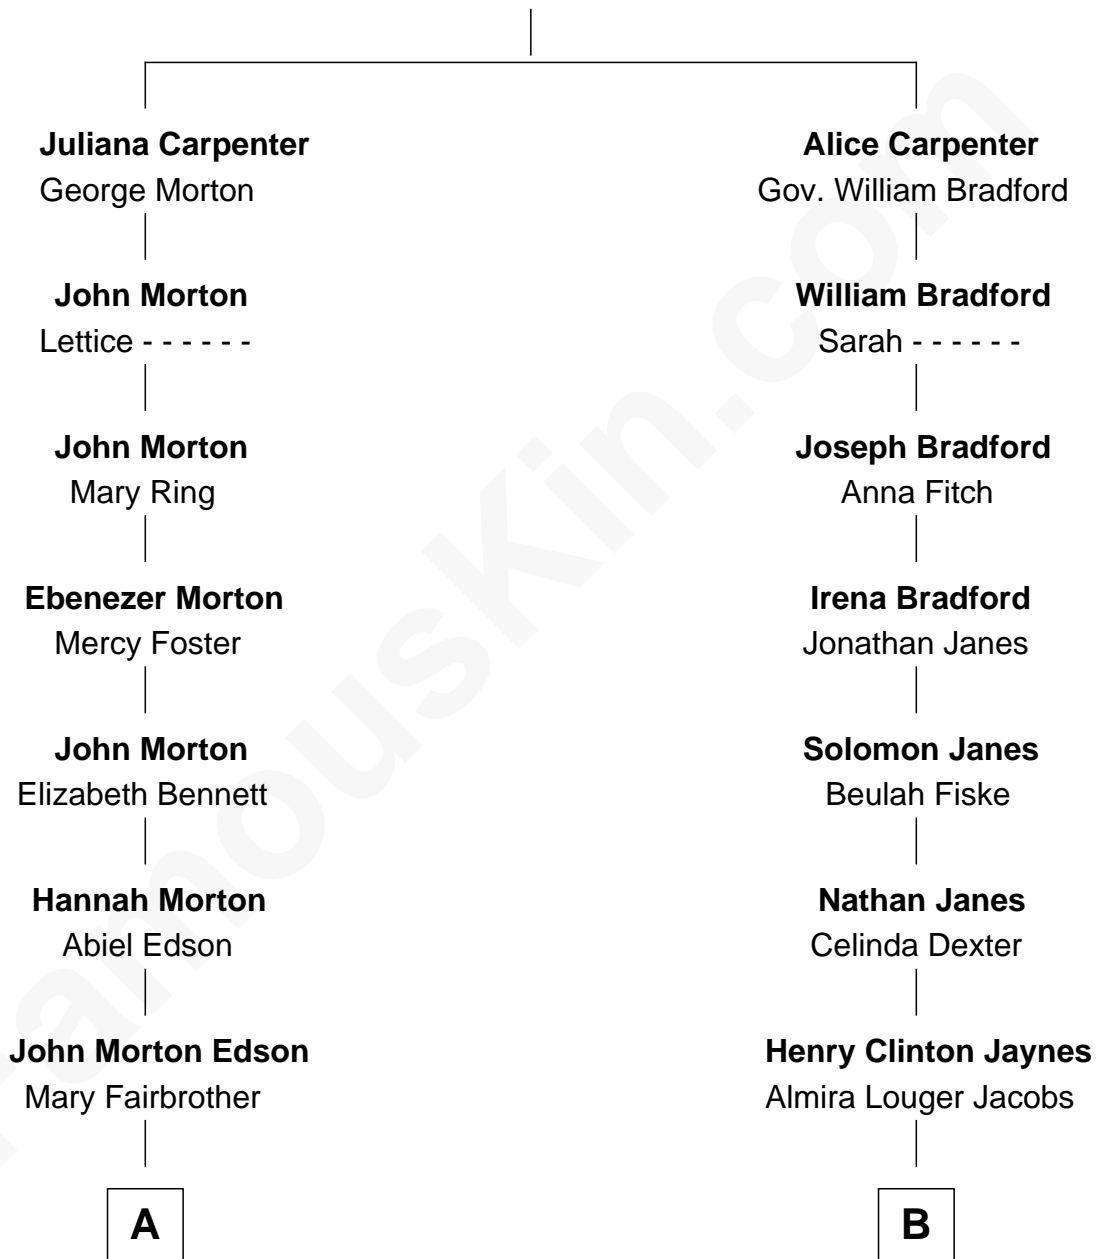 Juliana Carpenter
George Morton
John Morton
Lettice - - - - - -
John Morton
Mary Ring
Ebenezer Morton
Mercy Foster
John Morton
Elizabeth Bennett
Hannah Morton
Abiel Edson
John Morton Edson
Mary Fairbrother
A
Alice Carpenter
Gov. William Bradford
William Bradford
Sarah - - - - - -
Joseph Bradford
Anna Fitch
Irena Bradford
Jonathan Janes
Solomon Janes
Beulah Fiske
Nathan Janes
Celinda Dexter
Henry Clinton Jaynes
Almira Louger Jacobs
B
FamousKin.com